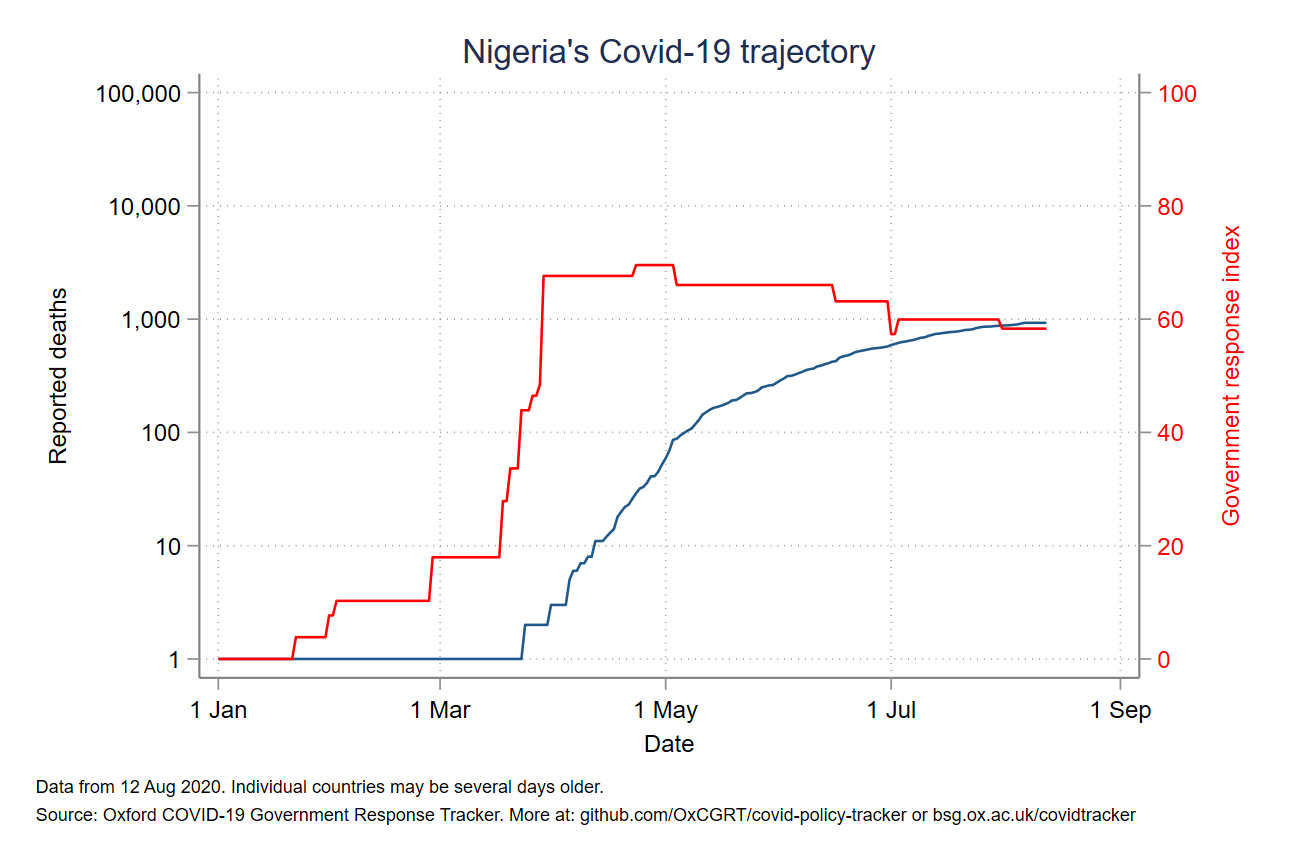 Nigeria's Covid-19 trajectory
100,000
10,000
1,000
100
10
1
Reported deaths
100
80
60
40
20
0
Government response index
1 Jan 1 Mar 1 May 1 Jul 1 Sep
Date
Data from 12 Aug 2020. Individual countries may be several days older.
Source: Oxford COVID-19 Government Response Tracker. More at: github.com/OxCGRT/covid-policy-tracker or bsg.ox.ac.uk/covidtracker